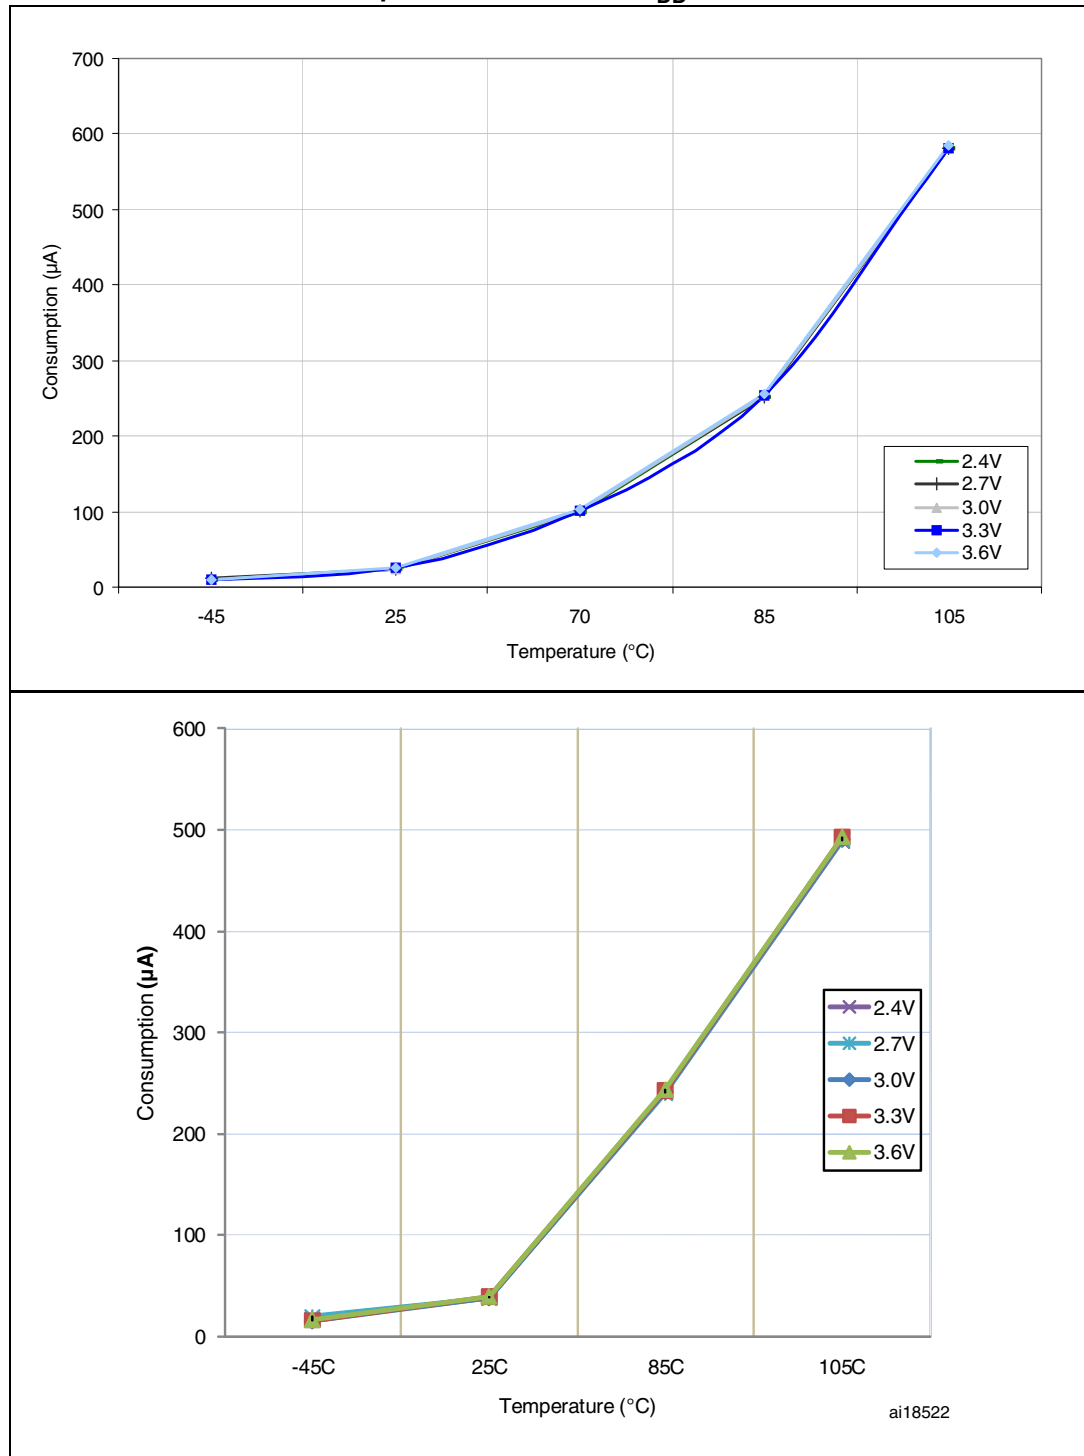 700
600
500
400
300
200
100
0
Consumption (µA)
2.4V
2.7V
3.0V
3.3V
3.6V
-45 25 70 85 105
Temperature (°C)
600
500
400
300
200
100
0
Consumption (µA)
2.4V
2.7V
3.0V
3.3V
3.6V
-45C 25C 85C 105C
Temperature (°C)
ai18522